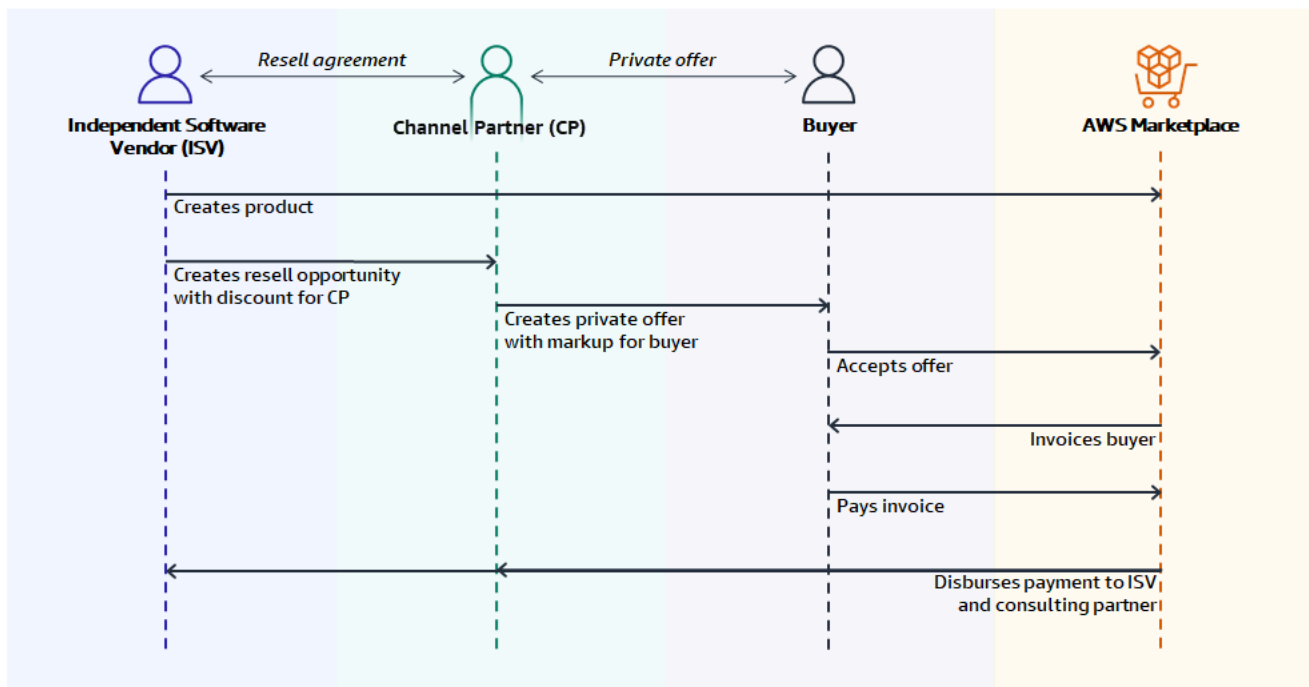 Resell agreement
Private offer
Independent Software
Vendor (ISV)
Channel Partner (CP)
Buyer
AWS Marketplace
Creates product
Creates resell opportunity
with discount for CP
Creates private offer
with markup for buyer
Accepts offer
Invoices buyer
Pays invoice
Disburses payment to ISV
and consulting partner